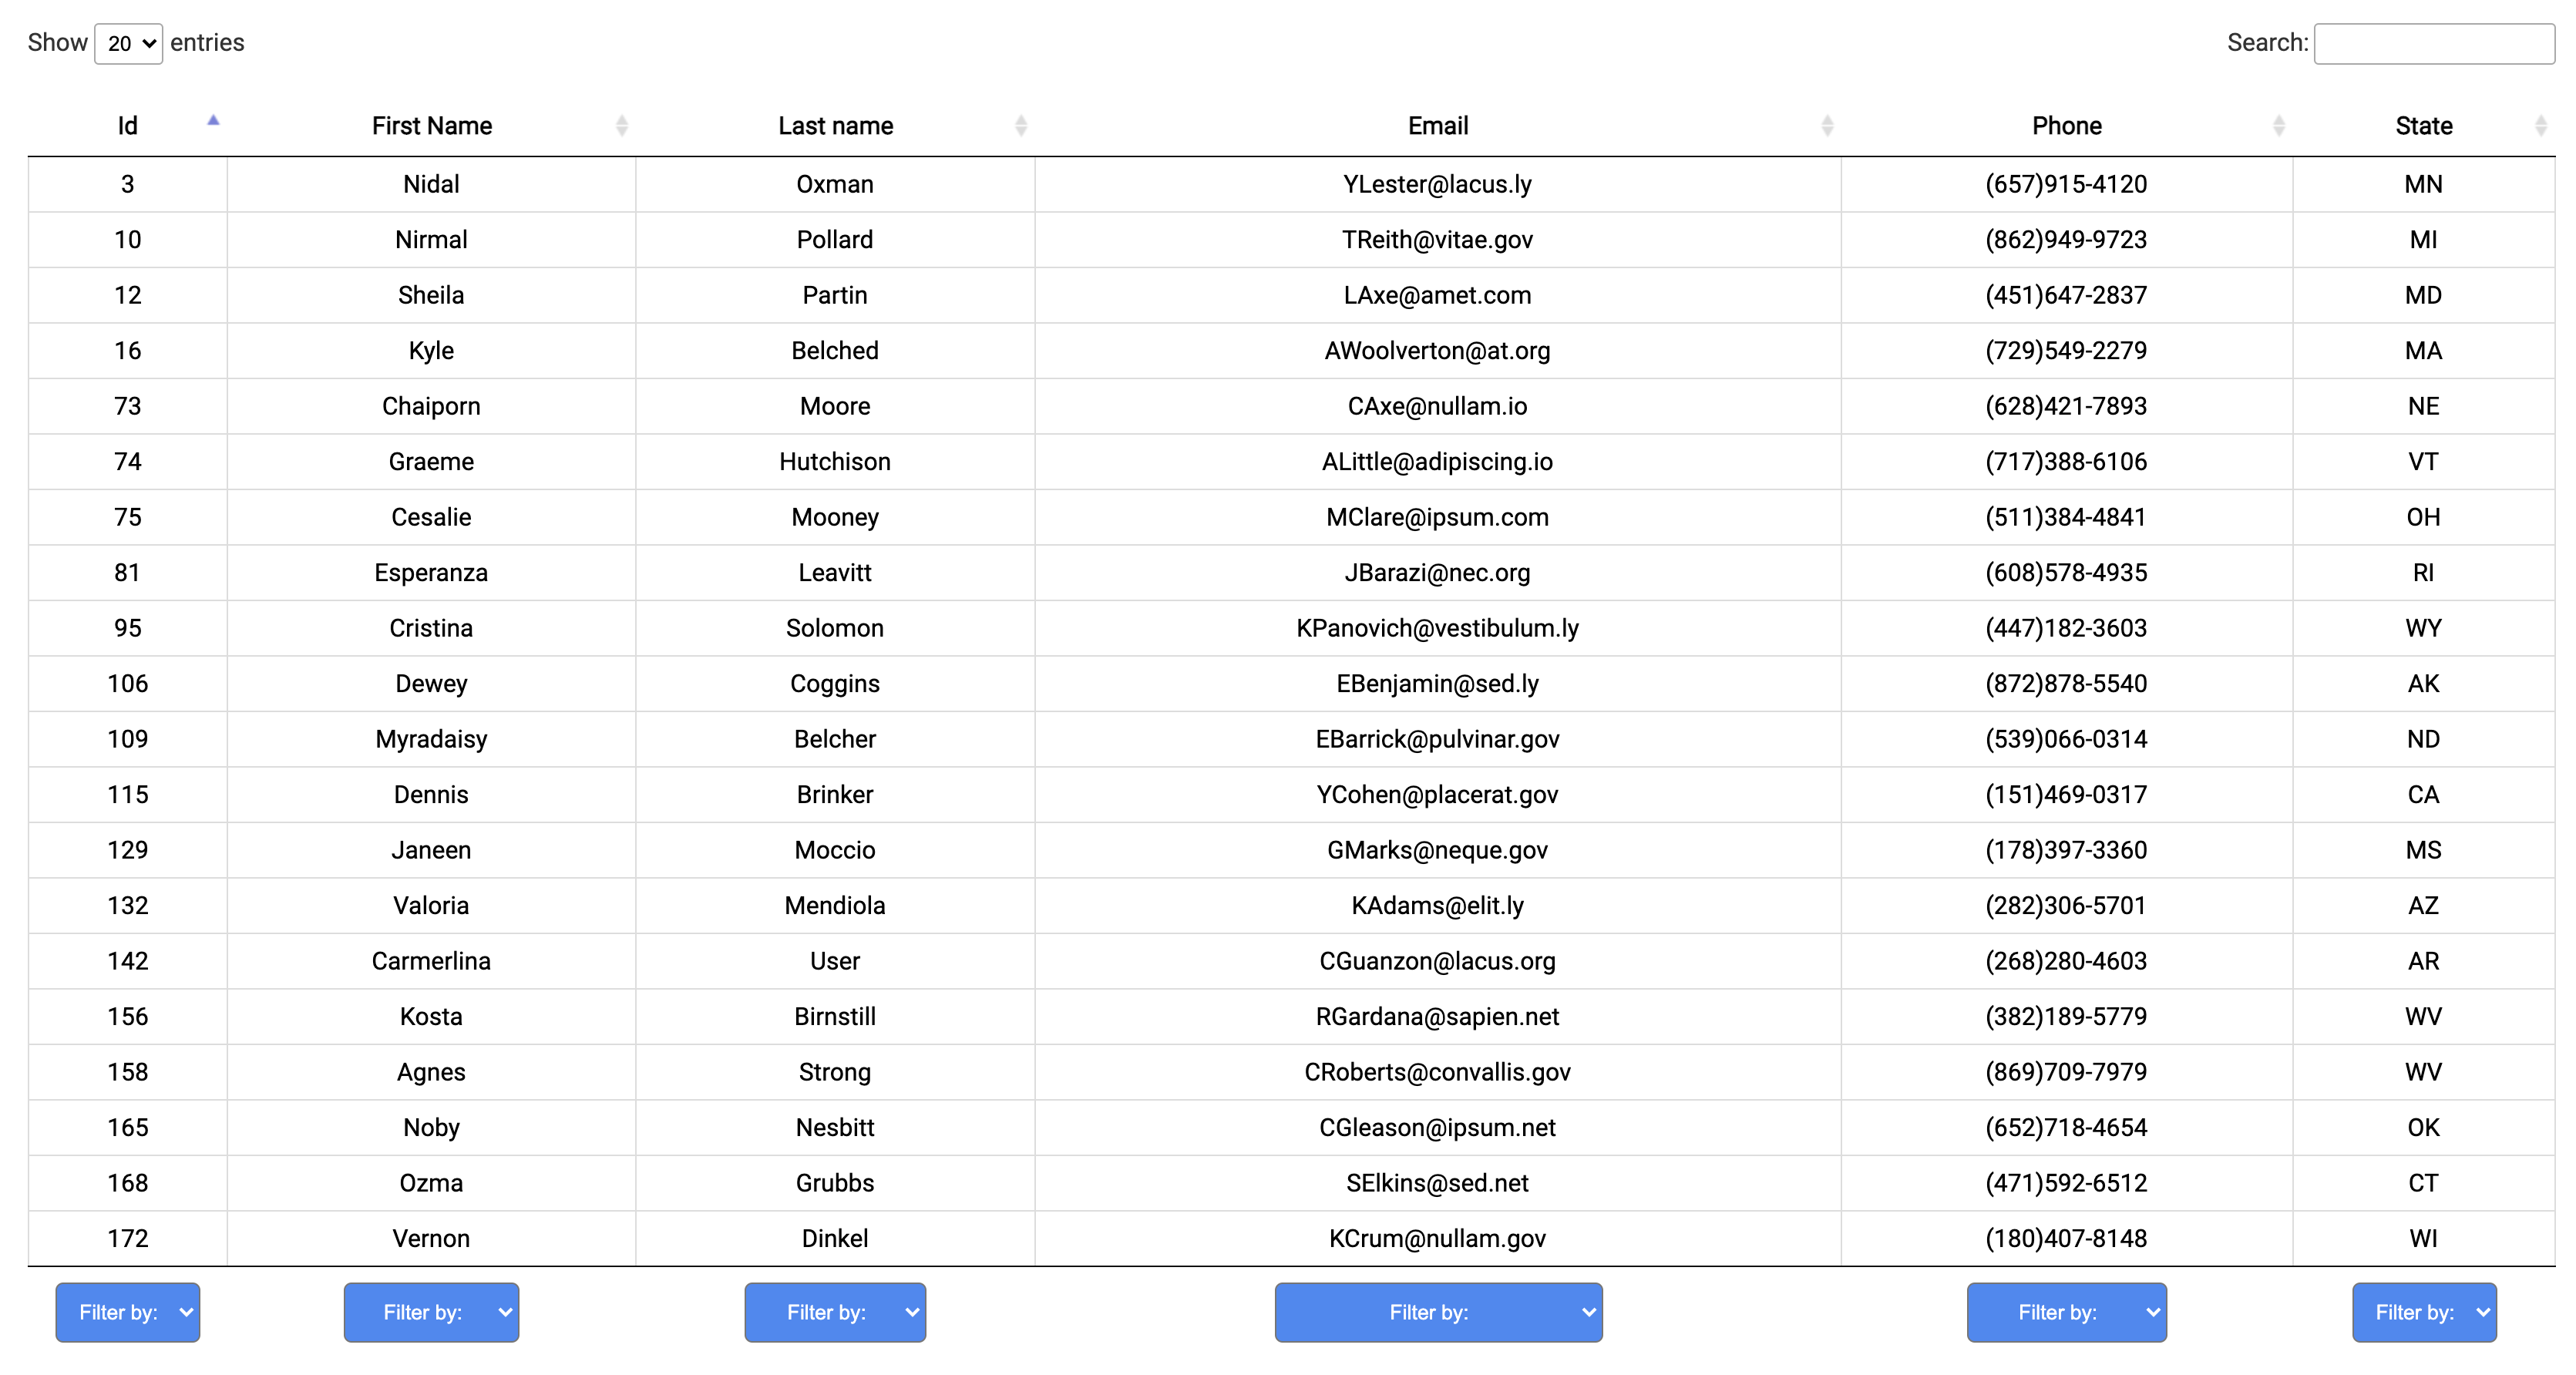 Show 20 entries Search:
Id First Name Last name Email Phone State
3 Nidal Oxman YLester@lacus.ly (657)915-4120 MN
10 Nirmal Pollard TReith@vitae.gov (862)949-9723 MI
12 Sheila Partin LAxe@amet.com (451)647-2837 MD
16 Kyle Belched AWoolverton@at.org (729)549-2279 MA
73 Chaiporn Moore CAxe@nullam.io (628)421-7893 NE
74 Graeme Hutchison ALittle@adipiscing.io (717)388-6106 VT
75 Cesalie Mooney MClare@ipsum.com (511)384-4841 OH
81 Esperanza Leavitt JBarazi@nec.org (608)578-4935 RI
95 Cristina Solomon KPanovich@vestibulum.ly (447)182-3603 WY
106 Dewey Coggins EBenjamin@sed.ly (872)878-5540 AK
109 Myradaisy Belcher EBarrick@pulvinar.gov (539)066-0314 ND
115 Dennis Brinker YCohen@placerat.gov (151)469-0317 CA
129 Janeen Moccio GMarks@neque.gov (178)397-3360 MS
132 Valoria Mendiola KAdams@elit.ly (282)306-5701 AZ
142 Carmerlina User CGuanzon@lacus.org (268)280-4603 AR
156 Kosta Birnstill RGardana@sapien.net (382)189-5779 WV
158 Agnes Strong CRoberts@convallis.gov (869)709-7979 WV
165 Noby Nesbitt CGleason@ipsum.net (652)718-4654 OK
168 Ozma Grubbs SElkins@sed.net (471)592-6512 CT
172 Vernon Dinkel KCrum@nullam.gov (180)407-8148 WI
Filter by: Filter by: Filter by: Filter by: Filter by: Filter by: